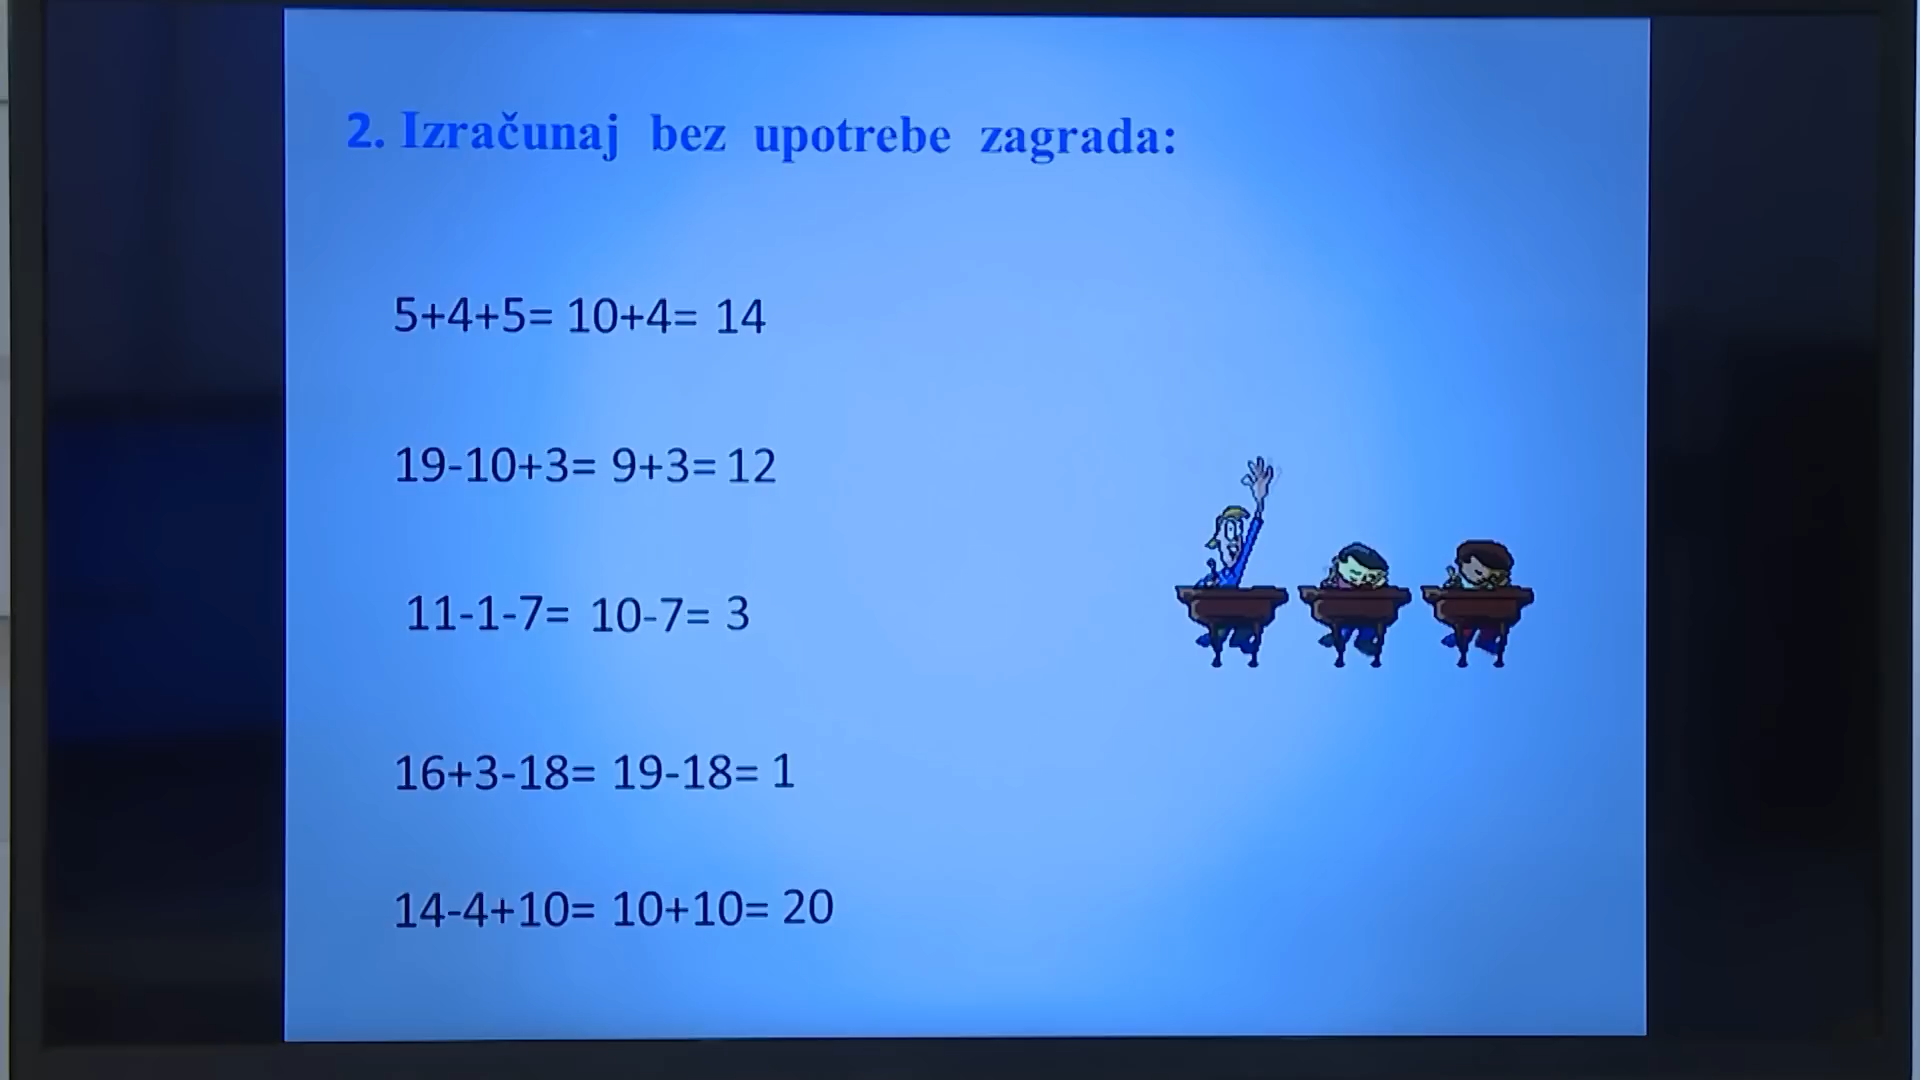 2. Izračunaj bez upotrebe zagrada:
5+4+5= 10+4= 14
19-10+3= 9+3= 12
11-1-7= 10-7= 3
16+3-18= 19-18= 1
14-4+10= 10+10= 20